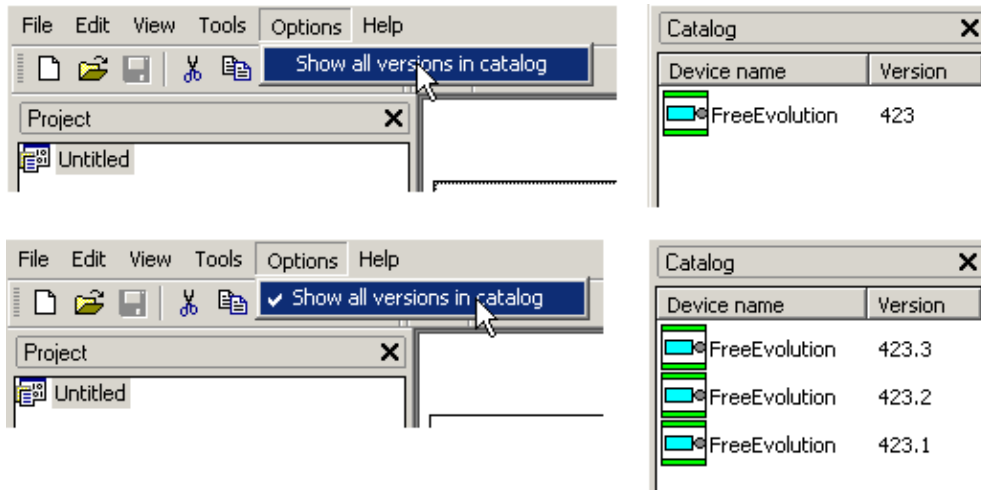 File Edit View Tools Options Help
Show all versions in catalog
Project
Untitled
Catalog
Device name Version
FreeEvolution 423
File Edit View Tools Options Help
Show all versions in catalog
Project
Untitled
Catalog
Device name Version
FreeEvolution 423.3
FreeEvolution 423.2
FreeEvolution 423.1